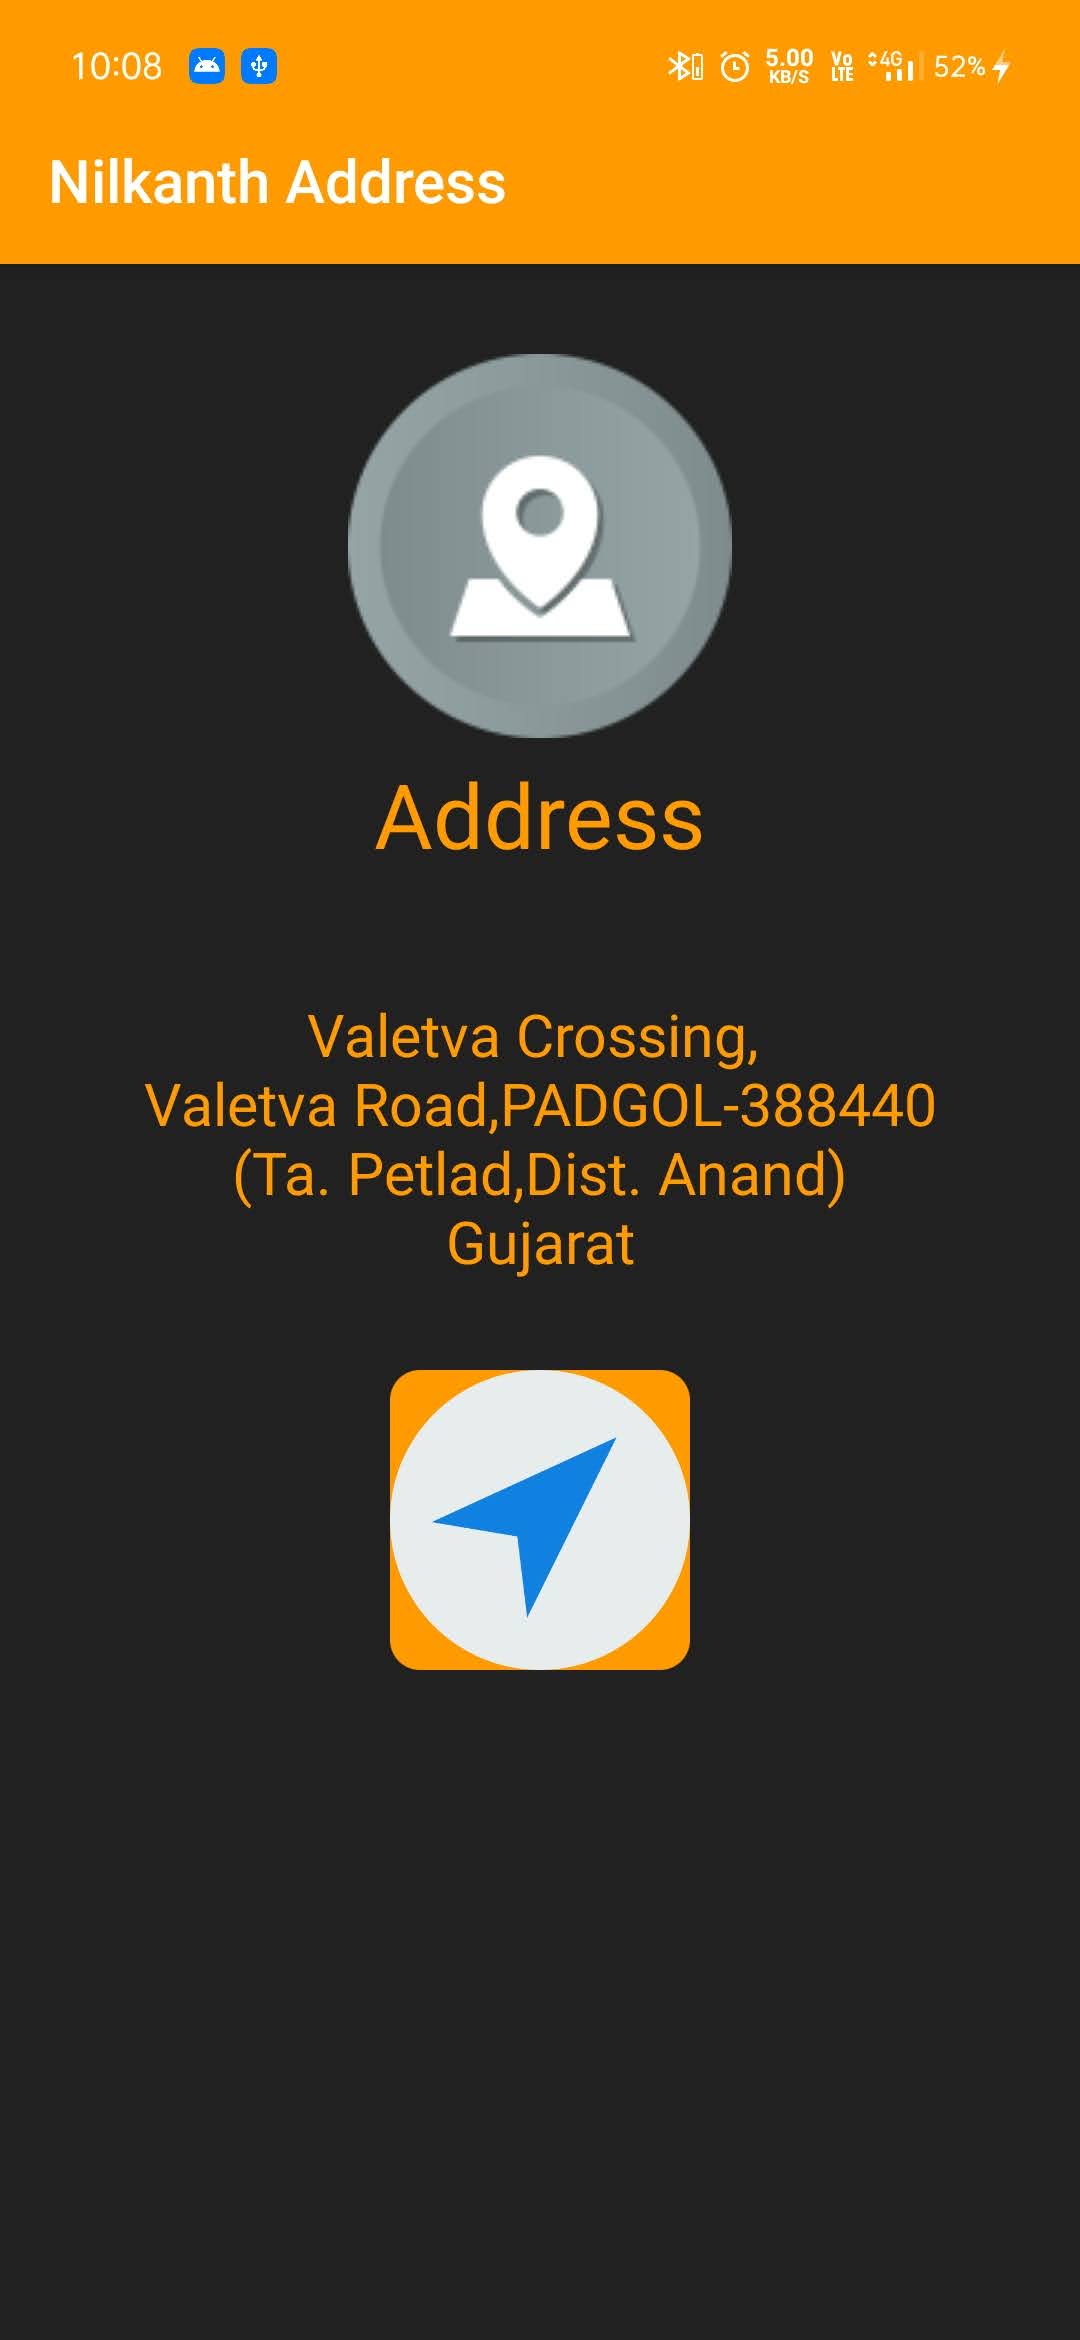 10:08 5.00 KB/S Vo LTE 4G 52%
Nilkanth Address
Address
Valetva Crossing,
Valetva Road,PADGOL-388440
(Ta. Petlad,Dist. Anand)
Gujarat